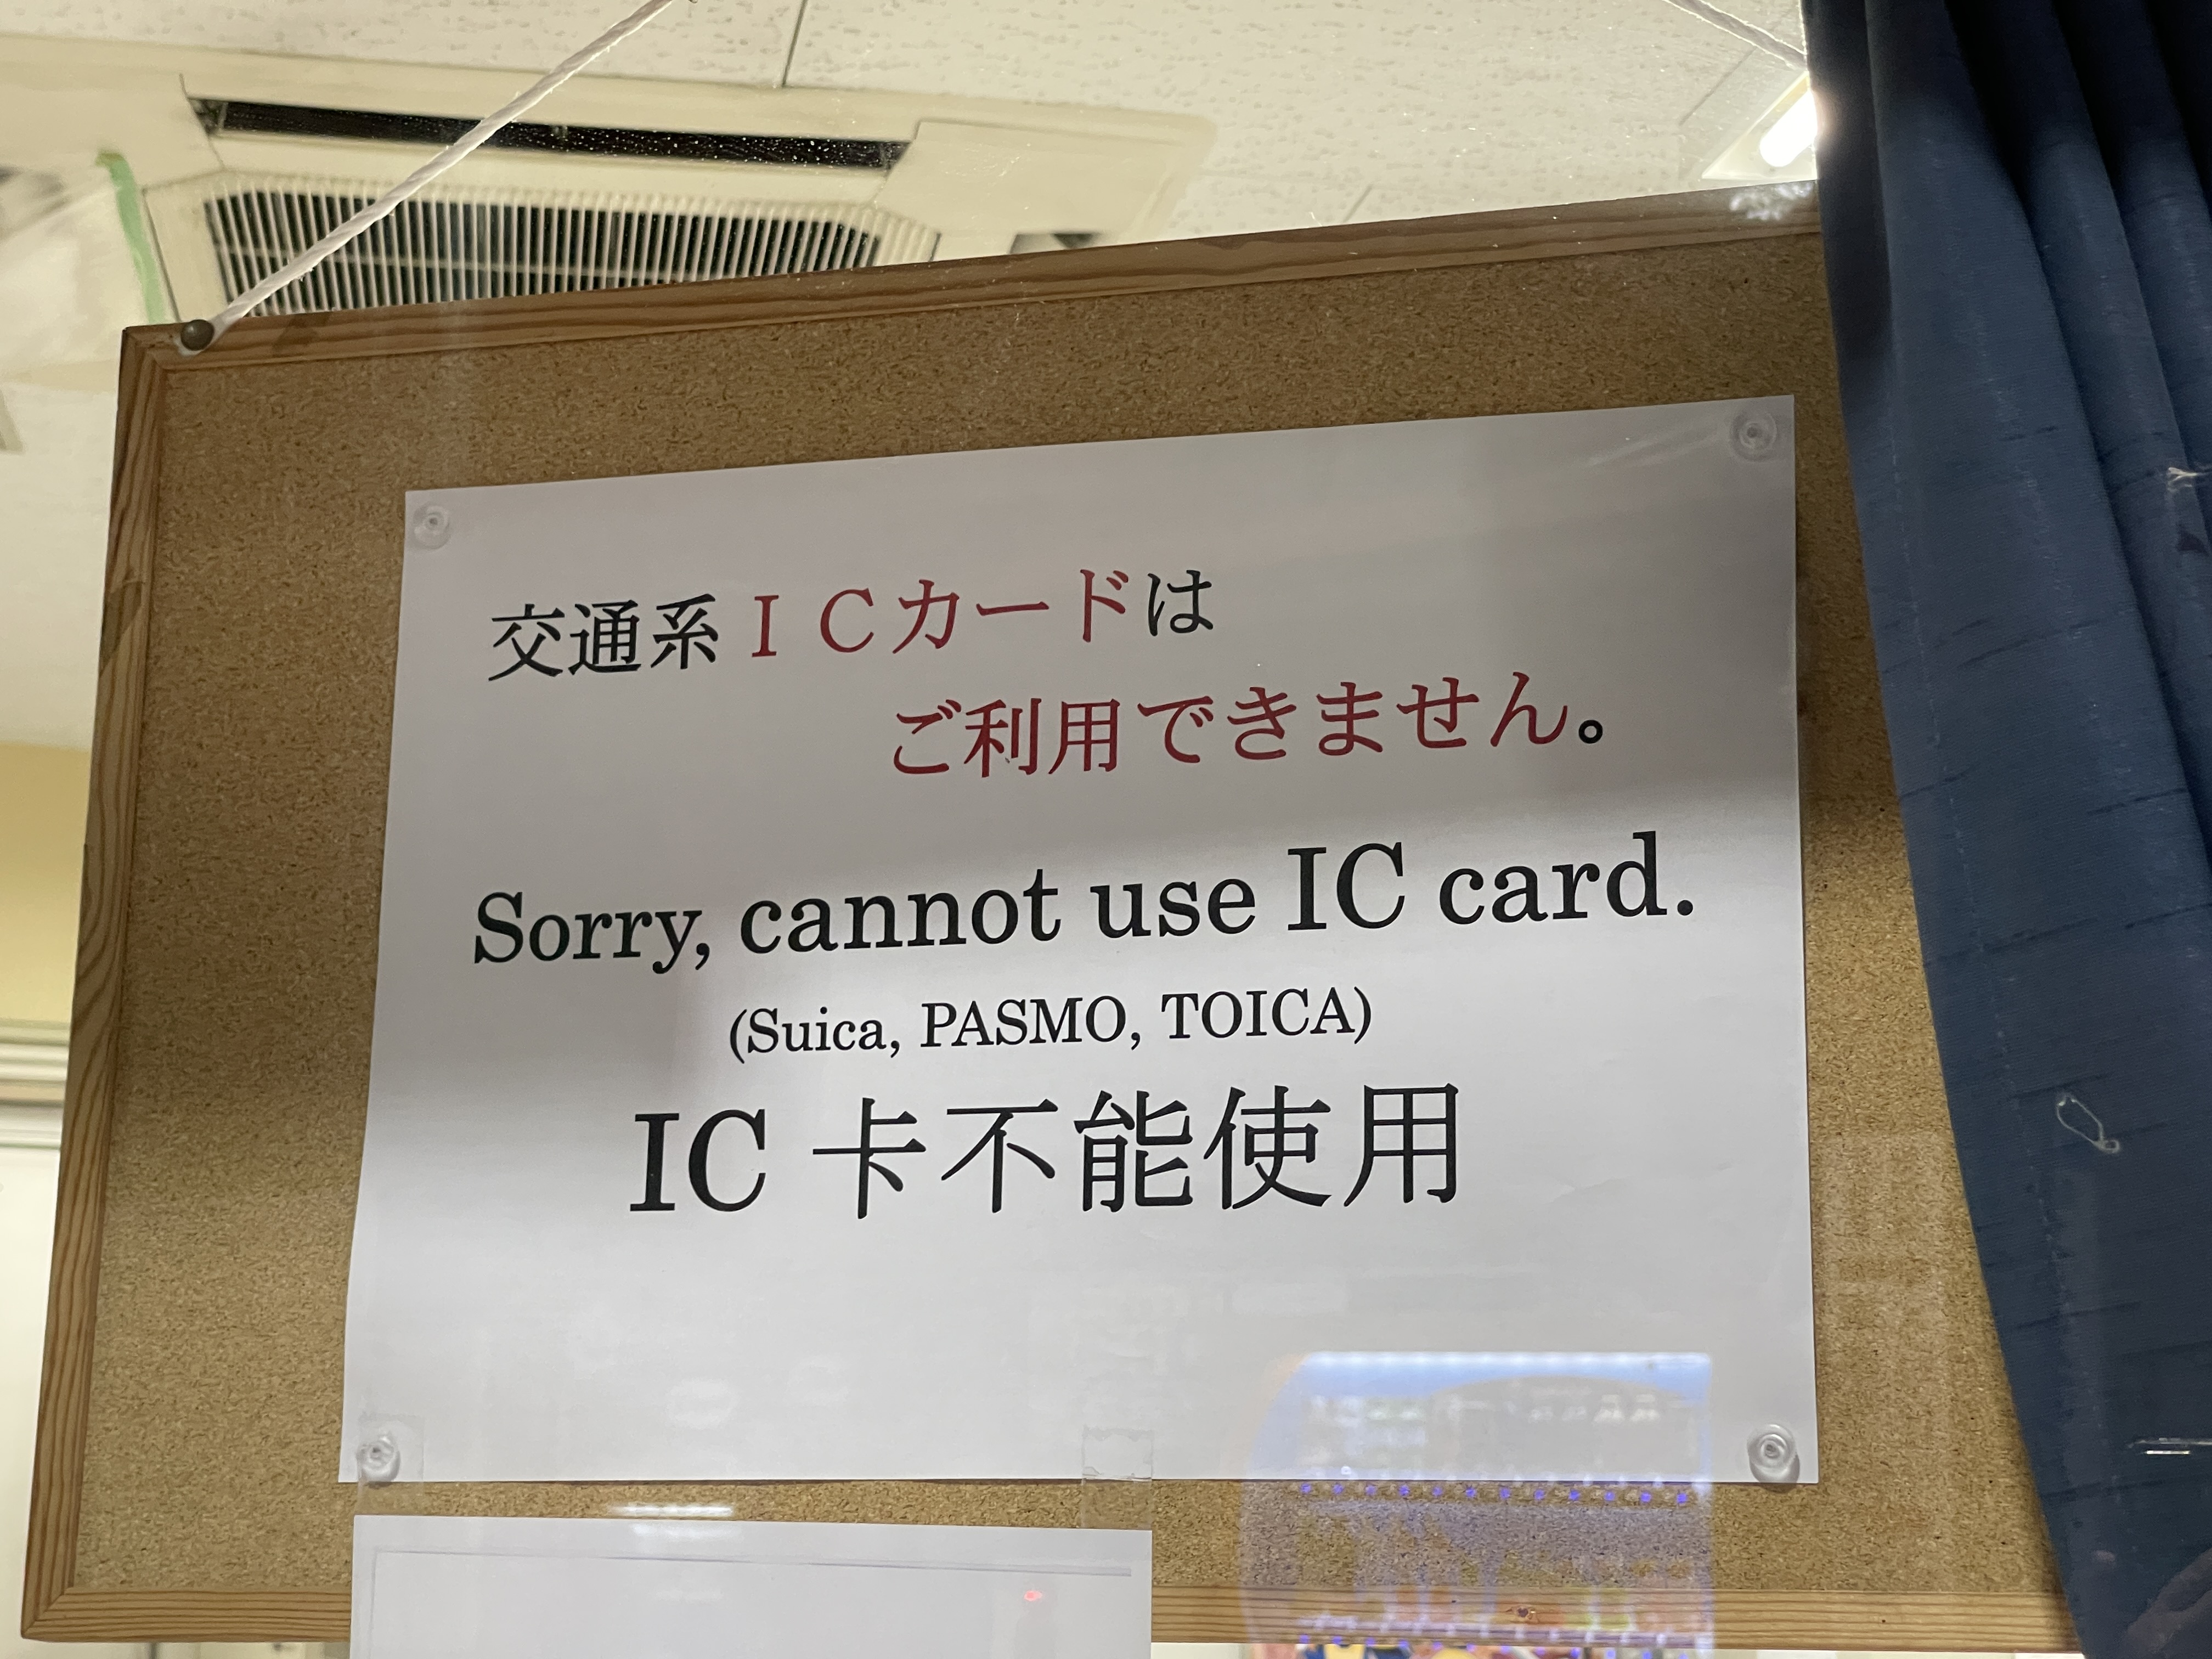 交通系ＩＣカードは
ご利用できません。
Sorry, cannot use IC card.
(Suica, PASMO, TOICA)
IC 卡不能使用